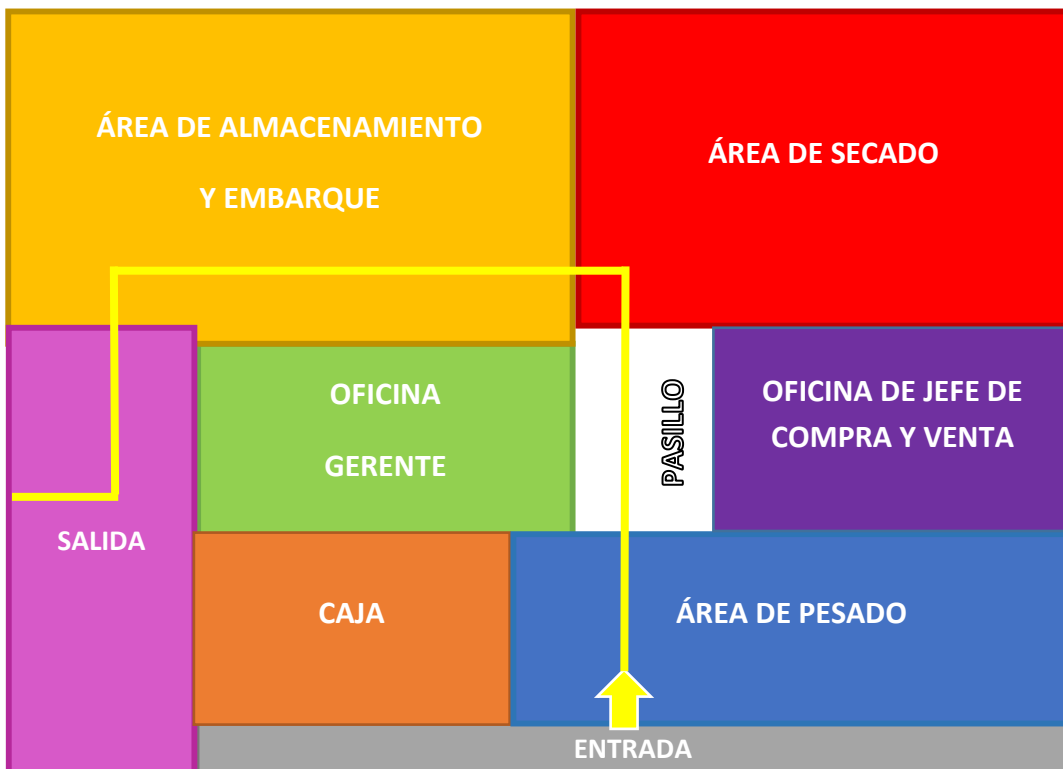 ÁREA DE ALMACENAMIENTO
Y EMBARQUE
ÁREA DE SECADO
OFICINA
GERENTE
PASILLO
OFICINA DE JEFE DE
COMPRA Y VENTA
SALIDA
CAJA
ÁREA DE PESADO
ENTRADA